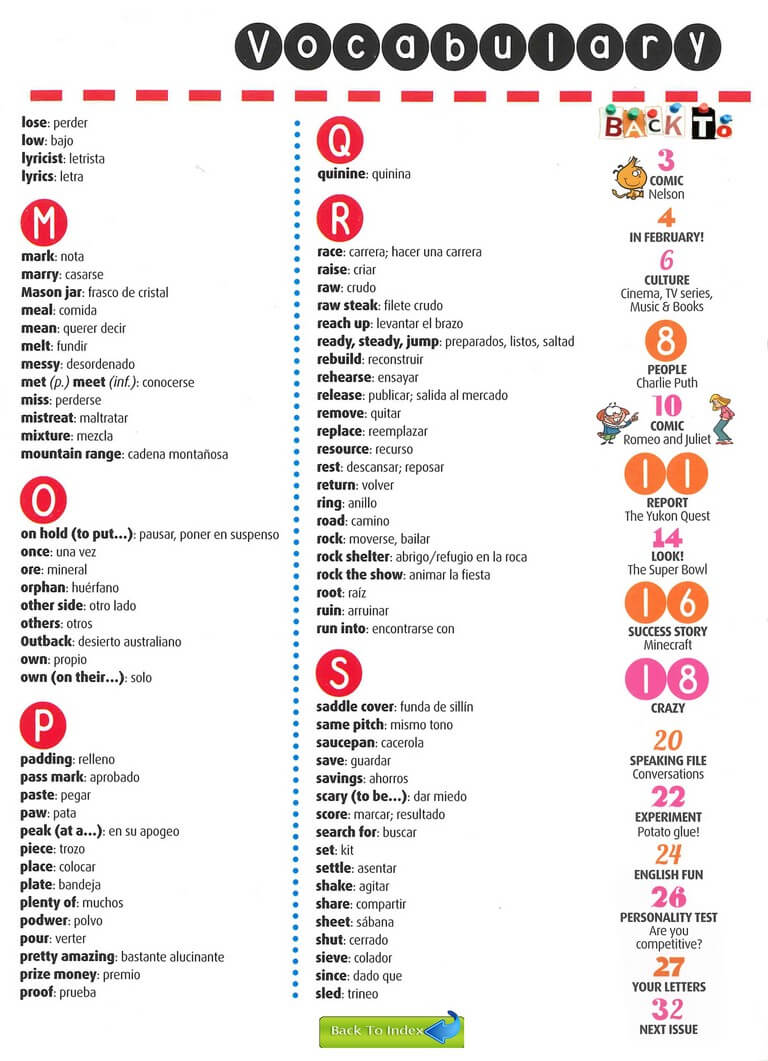 Vocabulary
lose: perder
low: bajo
lyricist: letrista
lyrics: letra
M
mark: nota
marry: casarse
Mason jar: frasco de cristal
meal: comida
mean: querer decir
melt: fundir
messy: desordenado
met (p.) meet (inf.): conocerse
miss: perderse
mistreat: maltratar
mixture: mezcla
mountain range: cadena montañosa
O
on hold (to put...): pausar, poner en suspenso
once: una vez
ore: mineral
orphan: huérfano
other side: otro lado
others: otros
Outback: desierto australiano
own: propio
own (on their...): solo
P
padding: relleno
pass mark: aprobado
paste: pegar
paw: pata
peak (at a...): en su apogeo
piece: trozo
place: colocar
plate: bandeja
plenty of: muchos
podwer: polvo
pour: verter
pretty amazing: bastante alucinante
prize money: premio
proof: prueba
Q
quinine: quinina
R
race: carrera; hacer una carrera
raise: criar
raw: crudo
raw steak: filete crudo
reach up: levantar el brazo
ready, steady, jump: preparados, listos, saltad
rebuild: reconstruir
rehearse: ensayar
release: publicar; salida al mercado
remove: quitar
replace: reemplazar
resource: recurso
rest: descansar; reposar
return: volver
ring: anillo
road: camino
rock: moverse, bailar
rock shelter: abrigo/refugio en la roca
rock the show: animar la fiesta
root: raíz
ruin: arruinar
run into: encontrarse con
S
saddle cover: funda de sillín
same pitch: mismo tono
saucepan: cacerola
save: guardar
savings: ahorros
scary (to be...): dar miedo
score: marcar; resultado
search for: buscar
set: kit
settle: asentar
shake: agitar
share: compartir
sheet: sábana
shut: cerrado
sieve: colador
since: dado que
sled: trineo
BACK TO
3
COMIC
Nelson
4
IN FEBRUARY!
6
CULTURE
Cinema, TV series,
Music & Books
8
PEOPLE
Charlie Puth
10
COMIC
Romeo and Juliet
11
REPORT
The Yukon Quest
14
LOOK!
The Super Bowl
16
SUCCESS STORY
Minecraft
18
CRAZY
20
SPEAKING FILE
Conversations
22
EXPERIMENT
Potato glue!
24
ENGLISH FUN
26
PERSONALITY TEST
Are you
competitive?
27
YOUR LETTERS
32
NEXT ISSUE
Back To Index